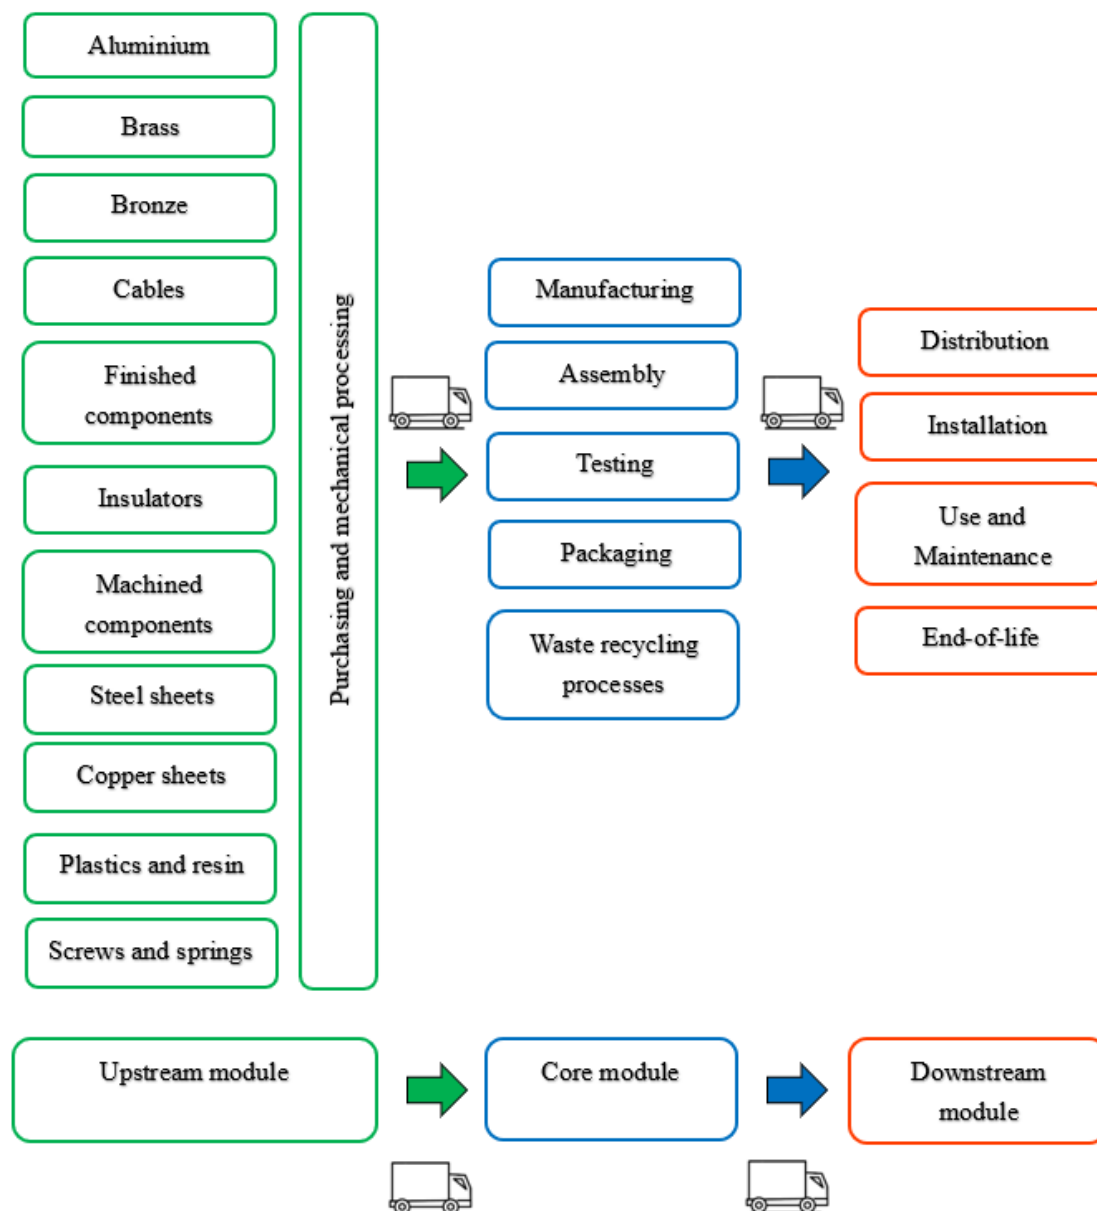 Aluminium
Brass
Bronze
Cables
Finished
components
Insulators
Machined
components
Steel sheets
Copper sheets
Plastics and resin
Screws and springs
Purchasing and mechanical processing
Manufacturing
Assembly
Testing
Packaging
Waste recycling
processes
Distribution
Installation
Use and
Maintenance
End-of-life
Upstream module
Core module
Downstream
module